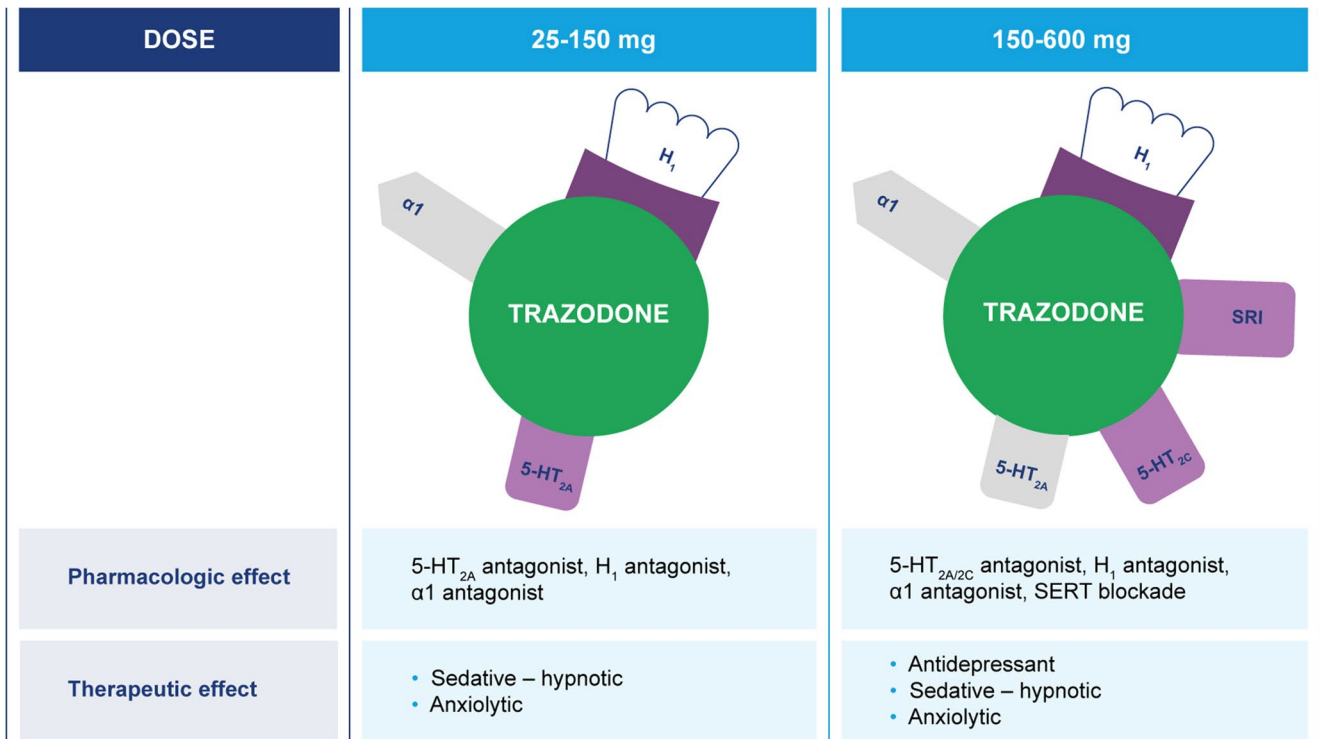 DOSE
25-150 mg
150-600 mg
H₁
α1
TRAZODONE
5-HT₂A
H₁
α1
TRAZODONE
SRI
5-HT₂A
5-HT₂C
Pharmacologic effect
5-HT₂A antagonist, H₁ antagonist,
α1 antagonist
5-HT₂A/₂C antagonist, H₁ antagonist,
α1 antagonist, SERT blockade
Therapeutic effect
• Sedative – hypnotic
• Anxiolytic
• Antidepressant
• Sedative – hypnotic
• Anxiolytic